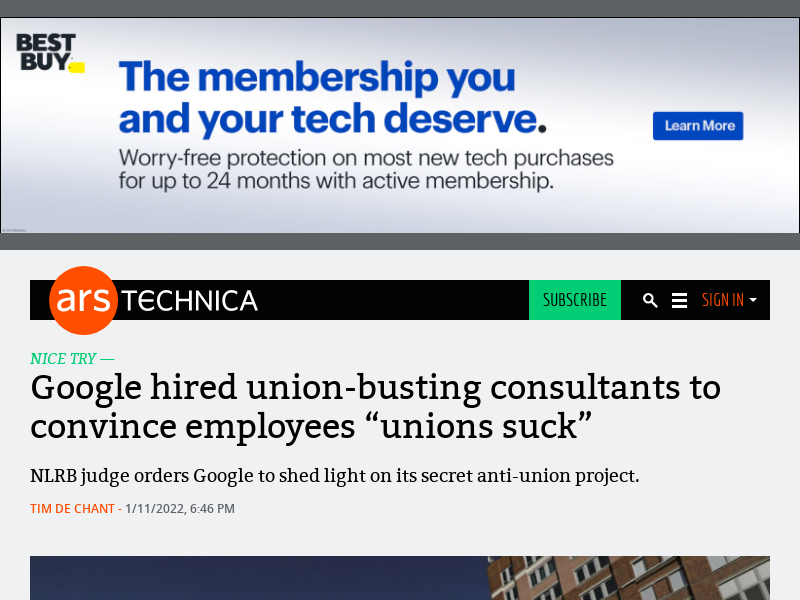 BEST
BUY
The membership you
and your tech deserve.
Learn More
Worry-free protection on most new tech purchases
for up to 24 months with active membership.
ars TECHNICA
SUBSCRIBE
SIGN IN
NICE TRY —
Google hired union-busting consultants to
convince employees “unions suck”
NLRB judge orders Google to shed light on its secret anti-union project.
TIM DE CHANT - 1/11/2022, 6:46 PM